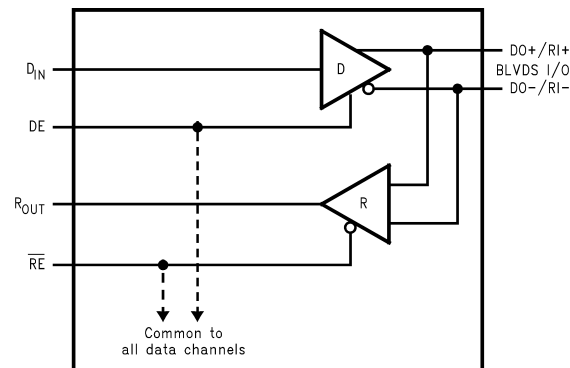 DIN
D
DO+/RI+
BLVDS I/O
DO−/RI−
DE
ROUT
R
RE
Common to
all data channels